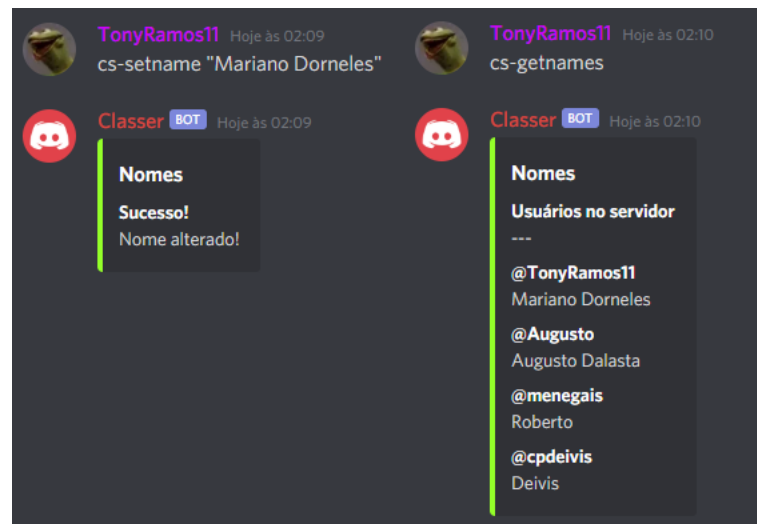 TonyRamos11 Hoje às 02:09
cs-setname "Mariano Dorneles"
Classer BOT Hoje às 02:09
Nomes
Sucesso!
Nome alterado!
TonyRamos11 Hoje às 02:10
cs-getnames
Classer BOT Hoje às 02:10
Nomes
Usuários no servidor
---
@TonyRamos11
Mariano Dorneles
@Augusto
Augusto Dalasta
@menegais
Roberto
@cpdeivis
Deivis